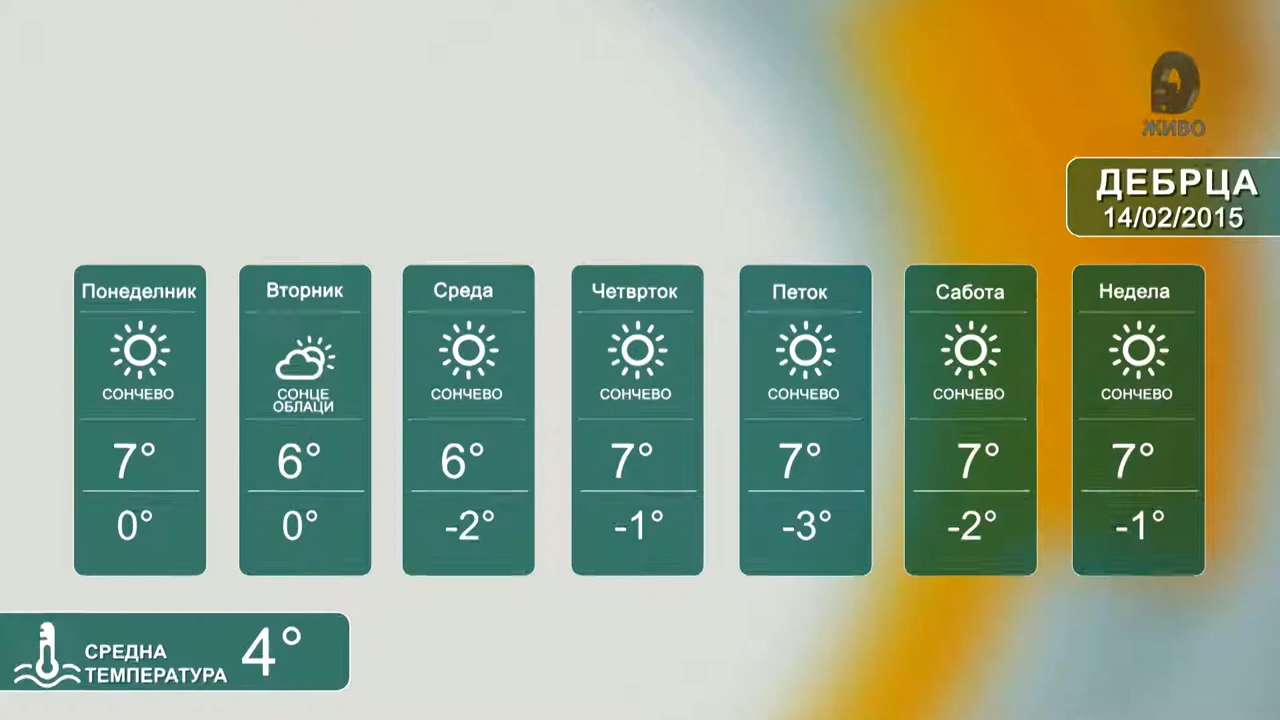 ЖИВО
ДЕБРЦА
14/02/2015
Понеделник
СОНЧЕВО
7°
0°
Вторник
СОНЦЕ
ОБЛАЦИ
6°
0°
Среда
СОНЧЕВО
6°
-2°
Четврток
СОНЧЕВО
7°
-1°
Петок
СОНЧЕВО
7°
-3°
Сабота
СОНЧЕВО
7°
-2°
Недела
СОНЧЕВО
7°
-1°
СРЕДНА
ТЕМПЕРАТУРА
4°